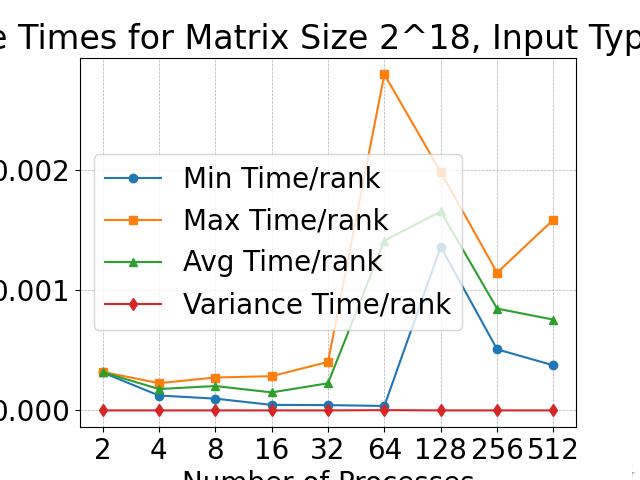 e Times for Matrix Size 2^18, Input Typ
0.002
0.001
0.000
Min Time/rank
Max Time/rank
Avg Time/rank
Variance Time/rank
2 4 8 16 32 64 128 256 512
Number of Processes